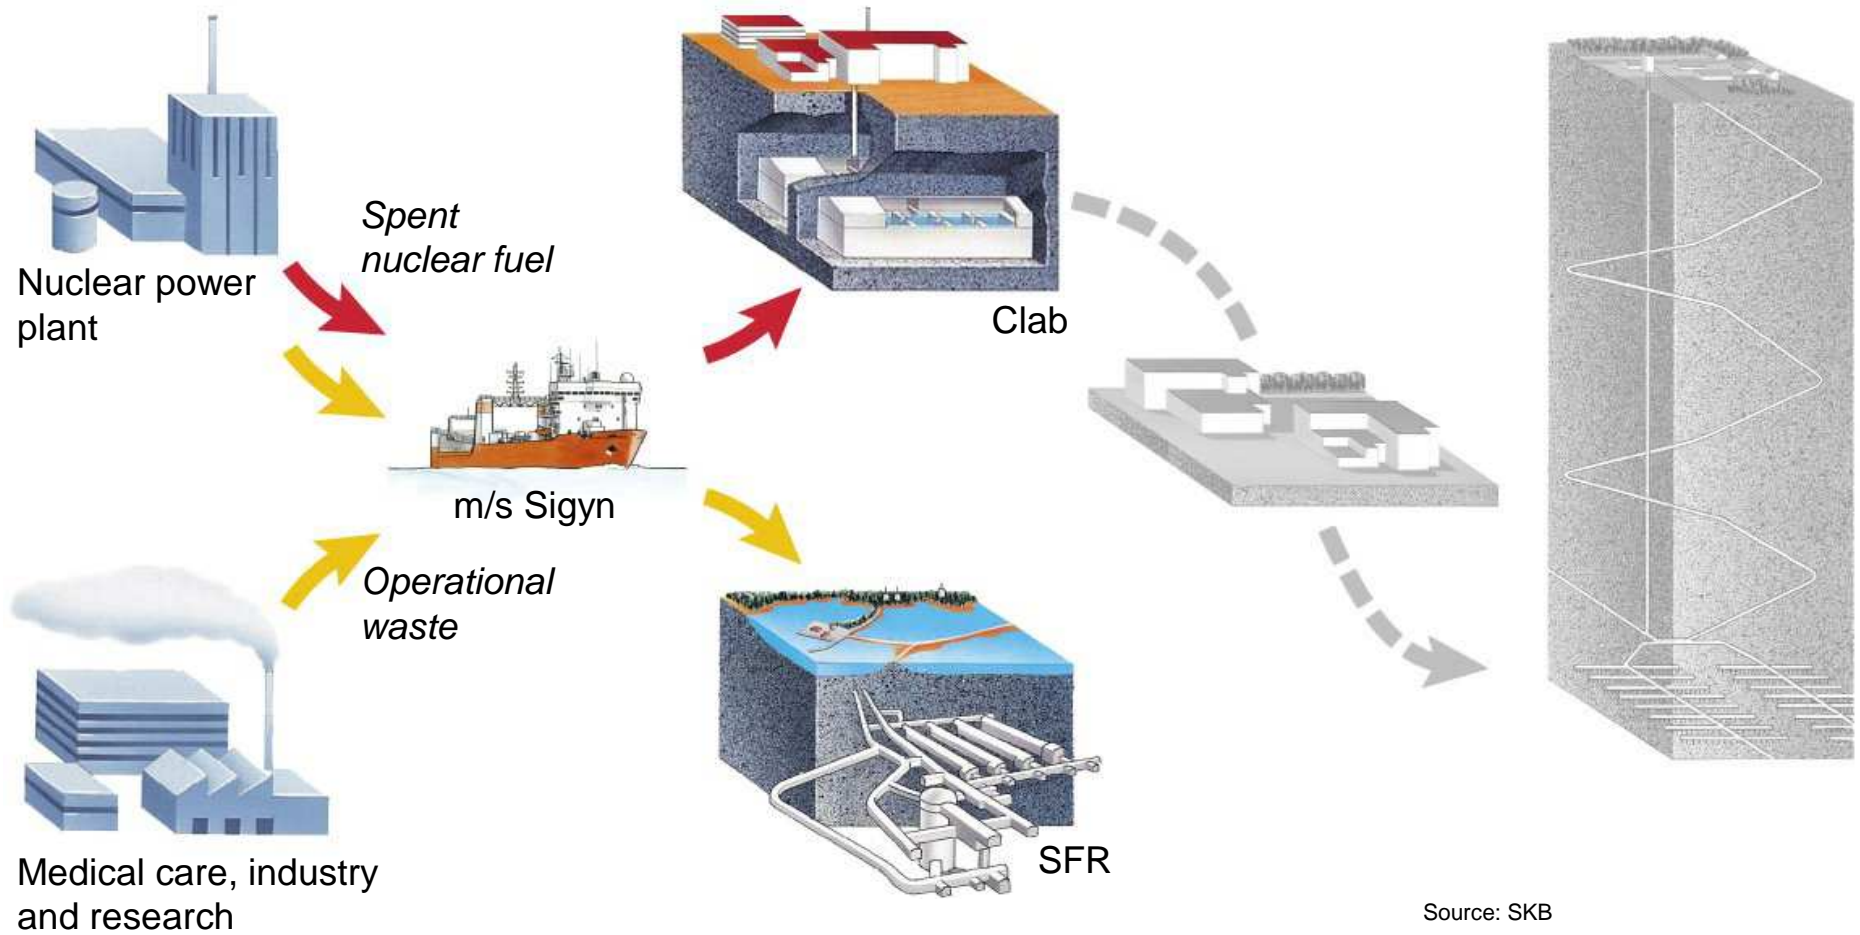 Spent
nuclear fuel
Nuclear power
plant
Clab
m/s Sigyn
Operational
waste
SFR
Medical care, industry
and research
Source: SKB